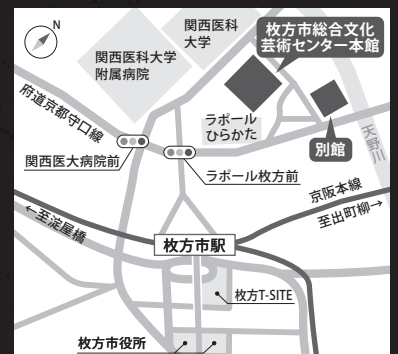 N
関西医科
大学
枚方市総合文化
芸術センター本館
関西医科大学
附属病院
府道京都守口線
ラポール
ひらかた
別館
天野川
関西医大病院前
ラポール枚方前
京阪本線
至出町柳→
←至淀屋橋
枚方市駅
枚方T-SITE
枚方市役所